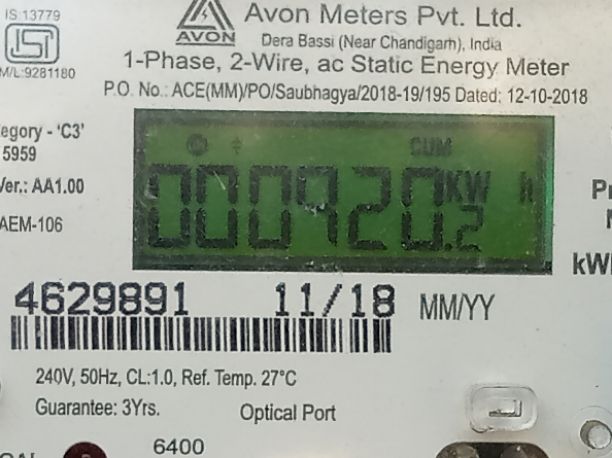 IS:13779
Avon Meters Pvt. Ltd.
AVON
Dera Bassi (Near Chandigarh), India
M/L:9281180
1-Phase, 2-Wire, ac Static Energy Meter
P.O. No.: ACE(MM)/PO/Saubhagya/2018-19/195 Dated: 12-10-2018
egory - 'C3'
5959
Ver.: AA1.00
AEM-106
CUM
000920.2 KW h
kWh
4629891 11/18 MM/YY
240V, 50Hz, CL:1.0, Ref. Temp. 27°C
Guarantee: 3Yrs.
Optical Port
6400